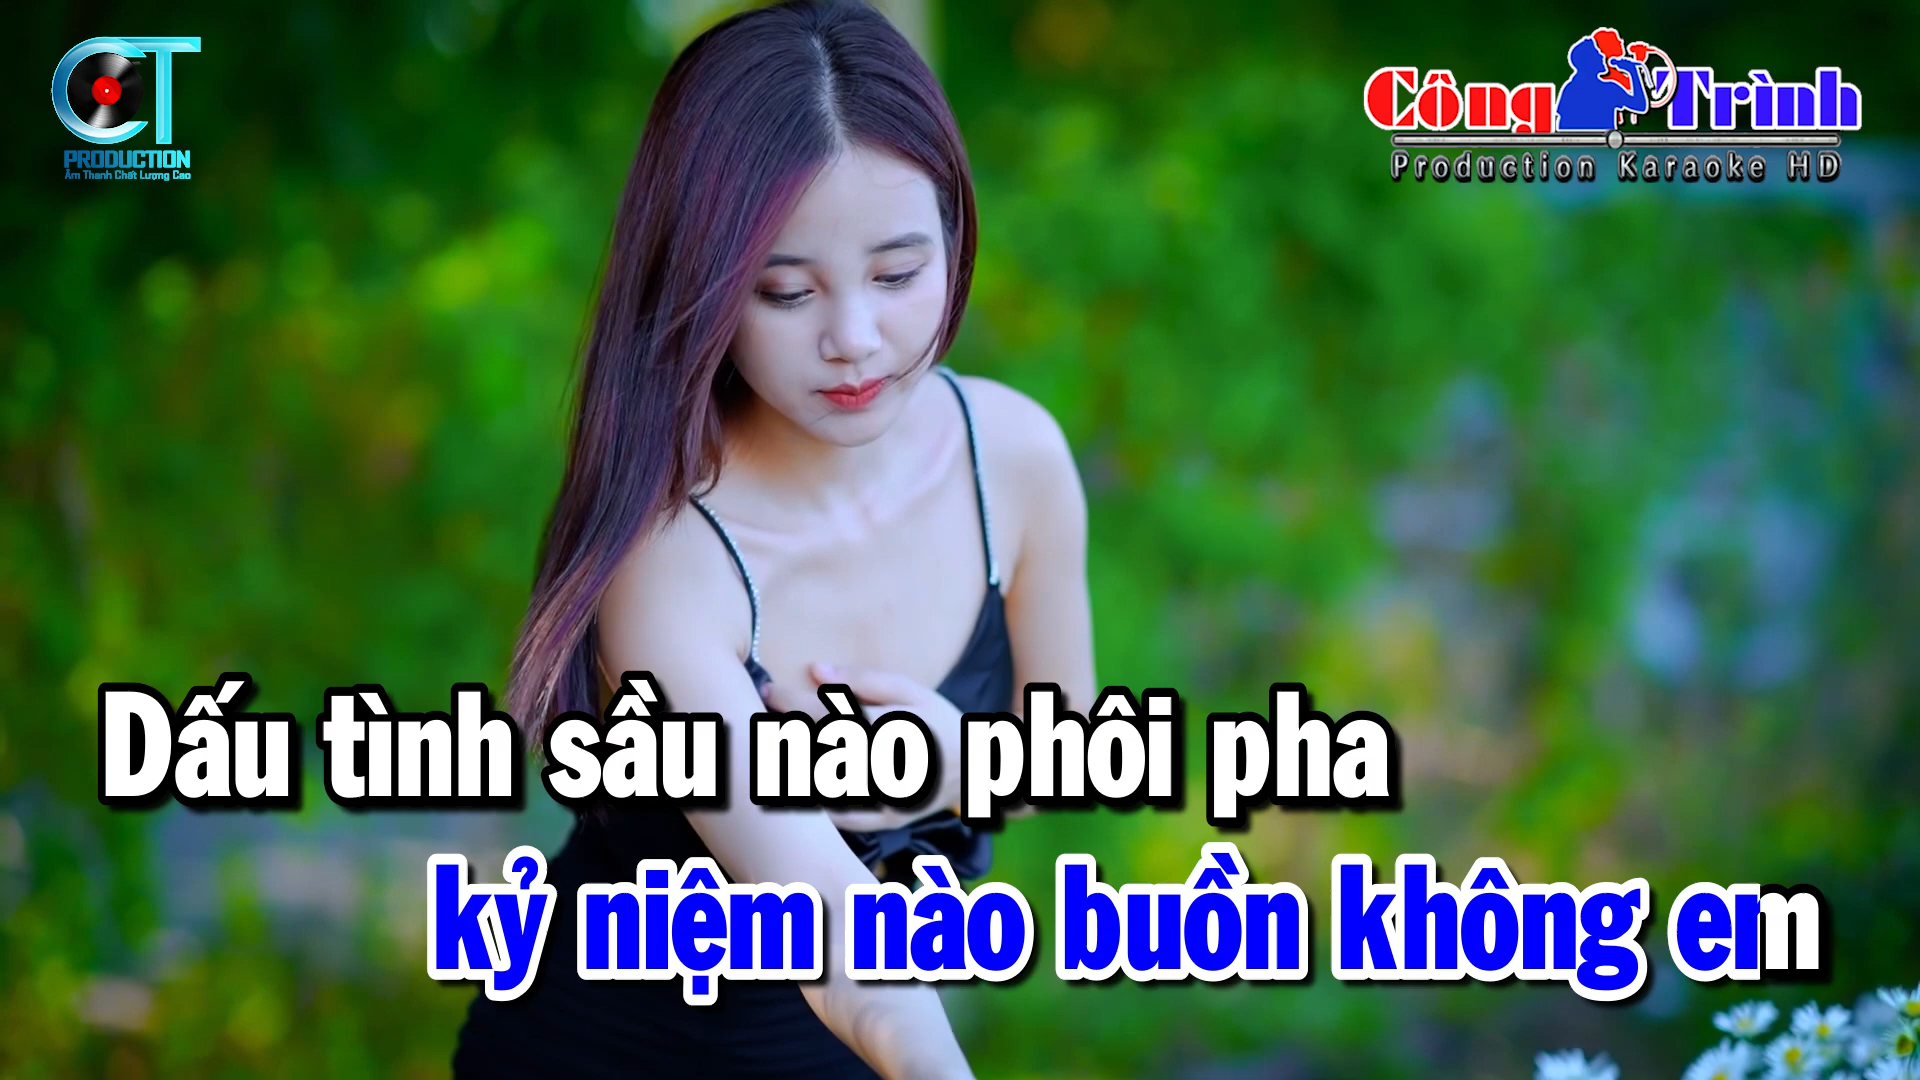 CT
PRODUCTION
Âm Thanh Chất Lượng Cao
Công Trình
Production Karaoke HD
Dấu tình sầu nào phôi pha
kỷ niệm nào buồn không em